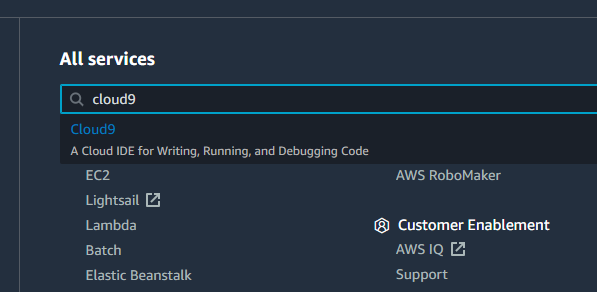 All services
cloud9
Cloud9
A Cloud IDE for Writing, Running, and Debugging Code
EC2
Lightsail
Lambda
Batch
Elastic Beanstalk
AWS RoboMaker
Customer Enablement
AWS IQ
Support